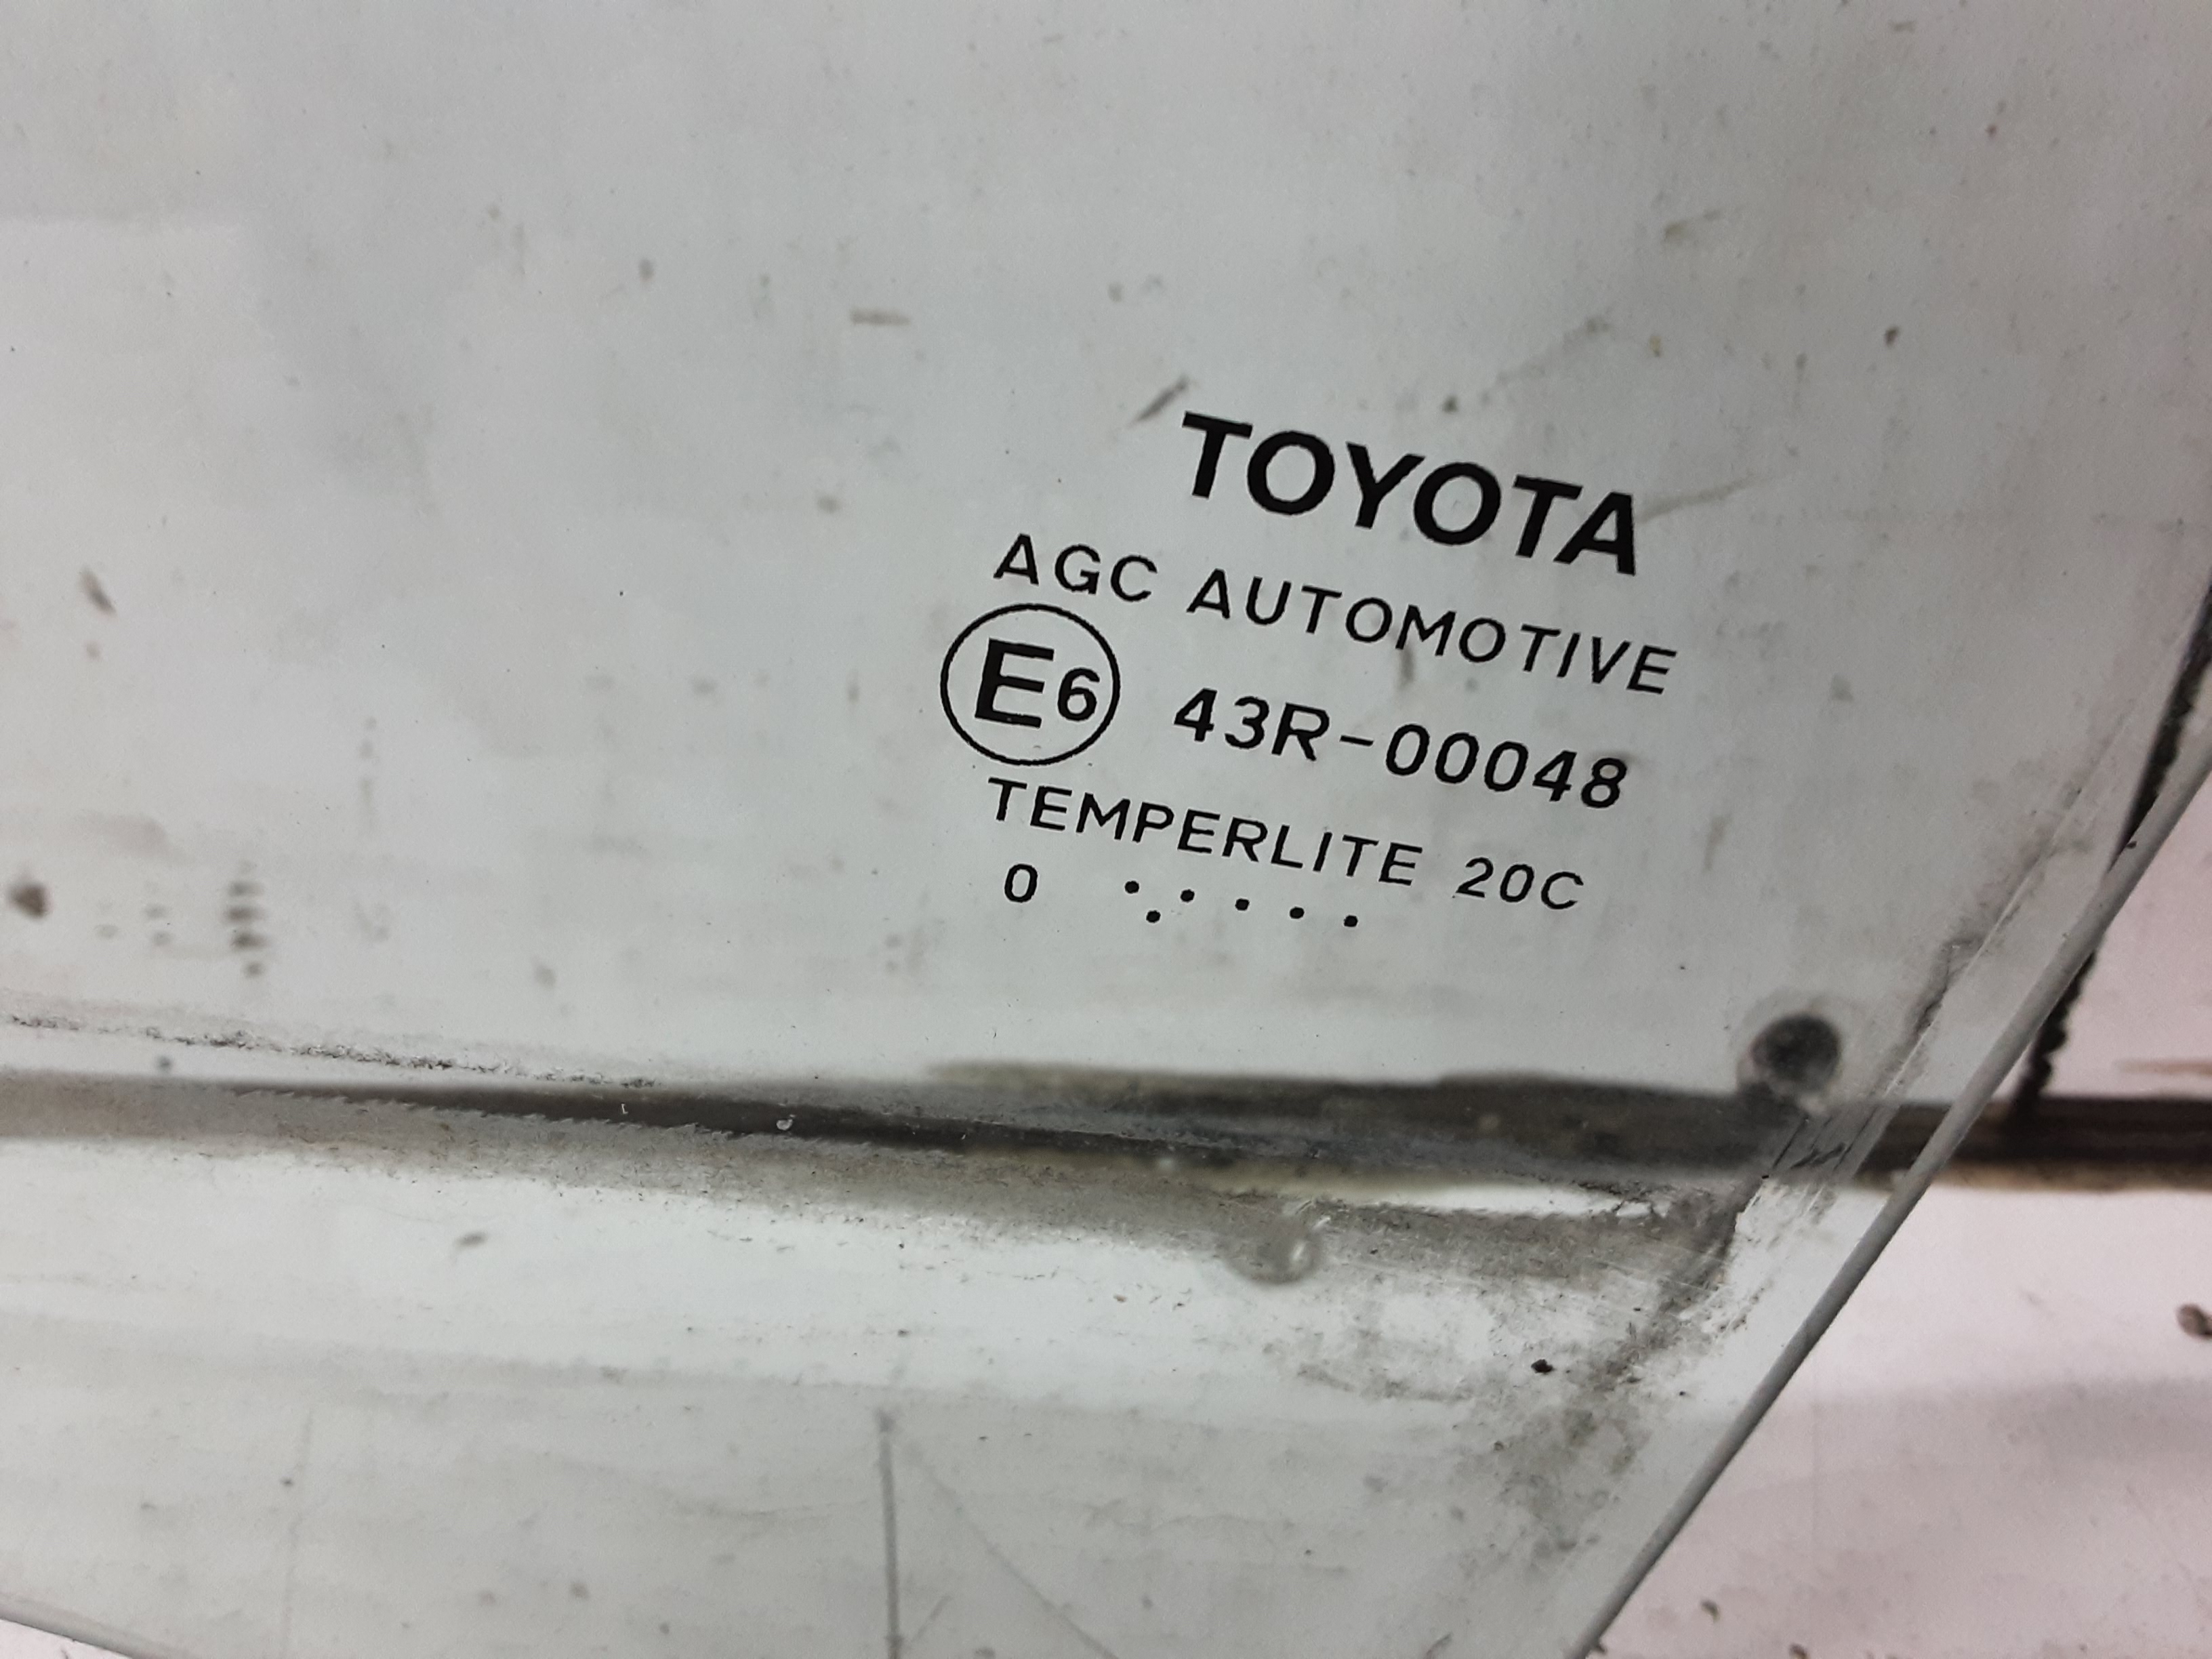 TOYOTA
AGC AUTOMOTIVE
E6 43R-00048
TEMPERLITE 20C
0 . . . . . .